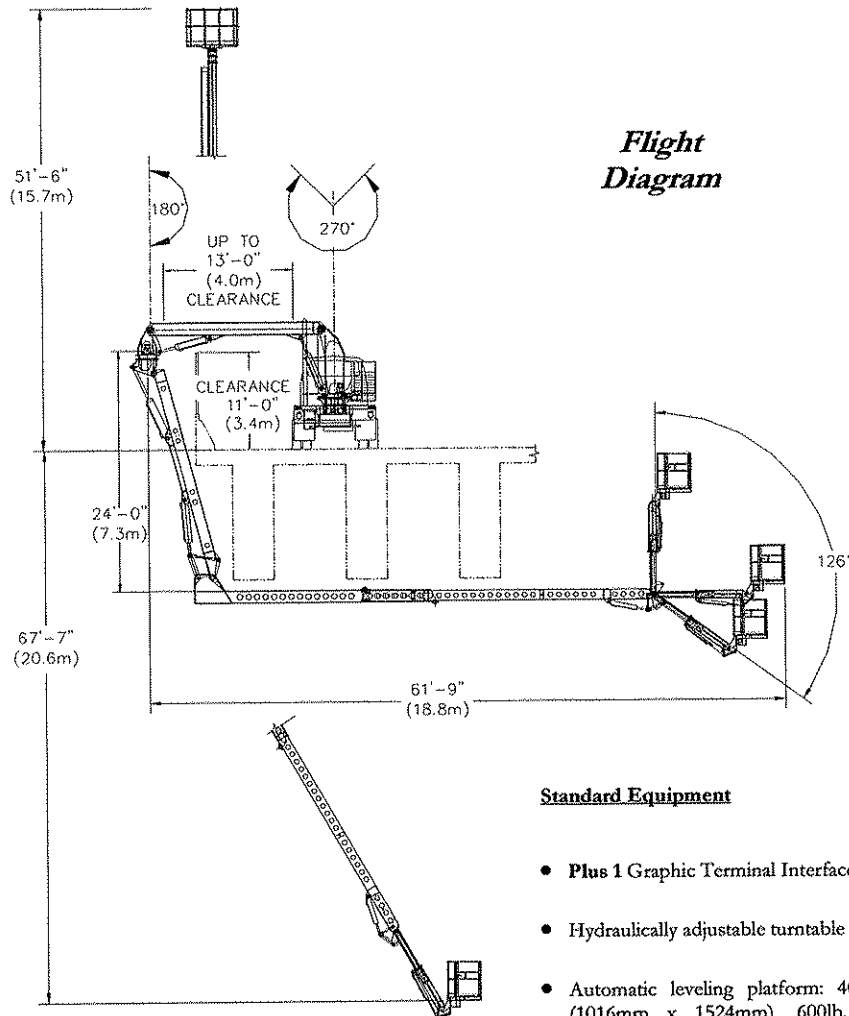 Flight
Diagram
51'-6"
(15.7m)
180°
270°
UP TO
13'-0"
(4.0m)
CLEARANCE
CLEARANCE
11'-0"
(3.4m)
24'-0"
(7.3m)
126°
67'-7"
(20.6m)
61'-9"
(18.8m)
Standard Equipment
● Plus 1 Graphic Terminal Interface
● Hydraulically adjustable turntable
● Automatic leveling platform:
(1016mm x 1524mm), 600lb.